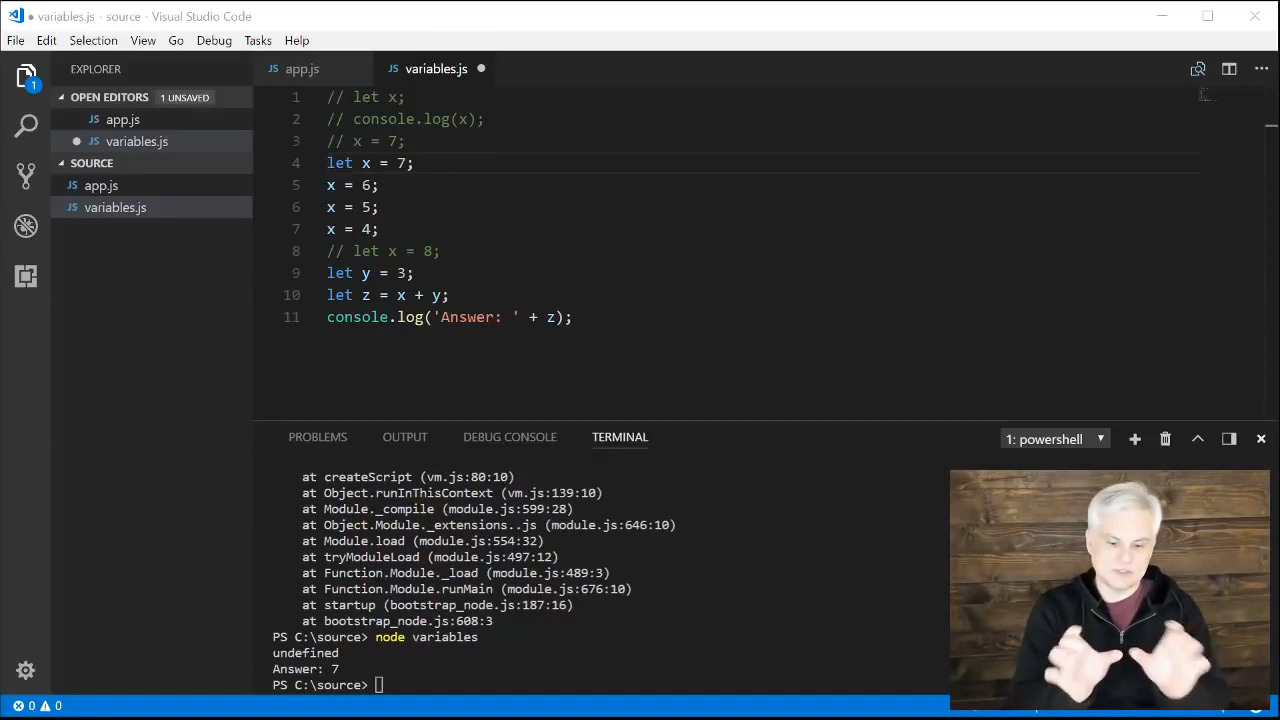 ● variables.js - source - Visual Studio Code
File Edit Selection View Go Debug Tasks Help
EXPLORER
JS app.js
JS variables.js ●
1
OPEN EDITORS 1 UNSAVED
JS app.js
● JS variables.js
SOURCE
JS app.js
JS variables.js
1 // let x;
2 // console.log(x);
3 // x = 7;
4 let x = 7;
5 x = 6;
6 x = 5;
7 x = 4;
8 // let x = 8;
9 let y = 3;
10 let z = x + y;
11 console.log('Answer: ' + z);
PROBLEMS OUTPUT DEBUG CONSOLE TERMINAL
1: powershell
at createScript (vm.js:80:10)
at Object.runInThisContext (vm.js:139:10)
at Module._compile (module.js:599:28)
at Object.Module._extensions..js (module.js:646:10)
at Module.load (module.js:554:32)
at tryModuleLoad (module.js:497:12)
at Function.Module._load (module.js:489:3)
at Function.Module.runMain (module.js:676:10)
at startup (bootstrap_node.js:187:16)
at bootstrap_node.js:608:3
PS C:\source> node variables
undefined
Answer: 7
PS C:\source>
0 0